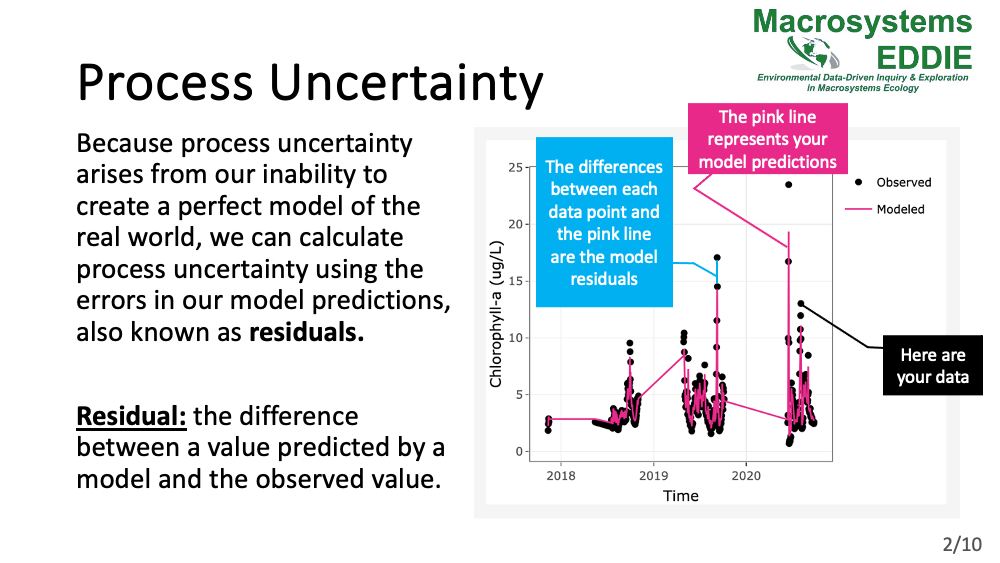 Macrosystems
EDDIE
Environmental Data-Driven Inquiry & Exploration
in Macrosystems Ecology
Process Uncertainty
Because process uncertainty
arises from our inability to
create a perfect model of the
real world, we can calculate
process uncertainty using the
errors in our model predictions,
also known as residuals.
Residual: the difference
between a value predicted by a
model and the observed value.
The pink line
represents your
model predictions
The differences
between each
data point and
the pink line
are the model
residuals
Observed
Modeled
Here are
your data
Chlorophyll-a (ug/L)
25
20
15
10
5
0
2018 2019 2020
Time
2/10